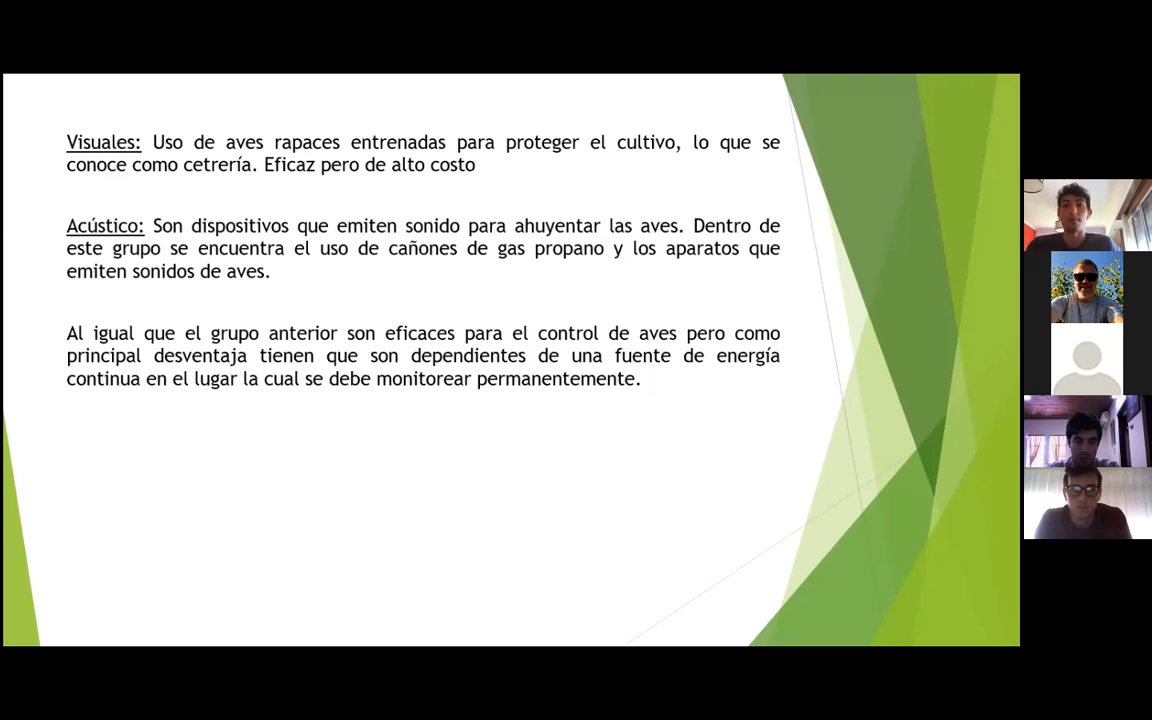 Visuales: Uso de aves rapaces entrenadas para proteger el cultivo, lo que se
conoce como cetrería. Eficaz pero de alto costo
Acústico: Son dispositivos que emiten sonido para ahuyentar las aves. Dentro de
este grupo se encuentra el uso de cañones de gas propano y los aparatos que
emiten sonidos de aves.
Al igual que el grupo anterior son eficaces para el control de aves pero como
principal desventaja tienen que son dependientes de una fuente de energía
continua en el lugar la cual se debe monitorear permanentemente.